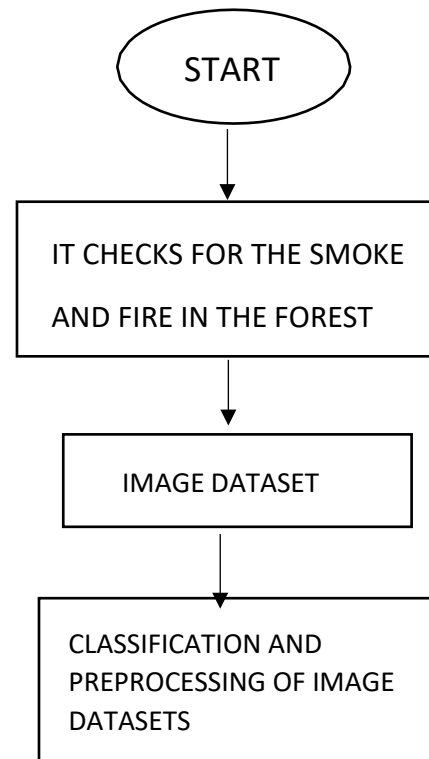 START
IT CHECKS FOR THE SMOKE
AND FIRE IN THE FOREST
IMAGE DATASET
CLASSIFICATION AND
PREPROCESSING OF IMAGE
DATASETS